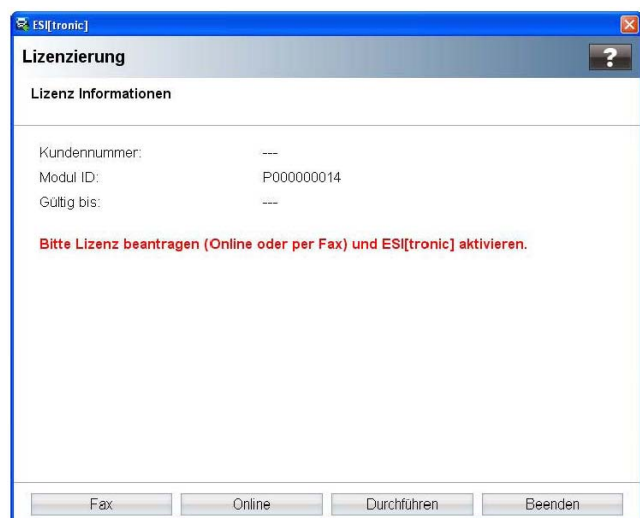 ESI[tronic]
Lizenzierung
?
Lizenz Informationen
Kundennummer: ---
Modul ID: P000000014
Gültig bis: ---
Bitte Lizenz beantragen (Online oder per Fax) und ESI[tronic] aktivieren.
Fax Online Durchführen Beenden